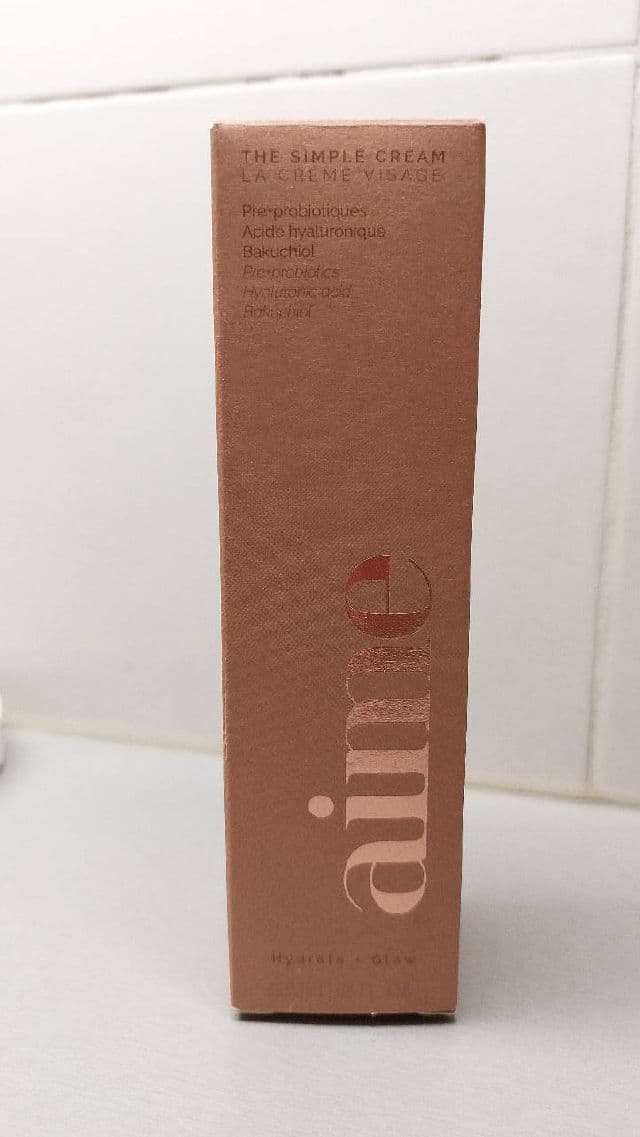 THE SIMPLE CREAM
LA CRÈME VISAGE
Pre+probiotiques
Acide hyaluronique
Bakuchiol
Pre+probiotics
Hyaluronic acid
Bakuchiol
aime
Hydrate + Glow